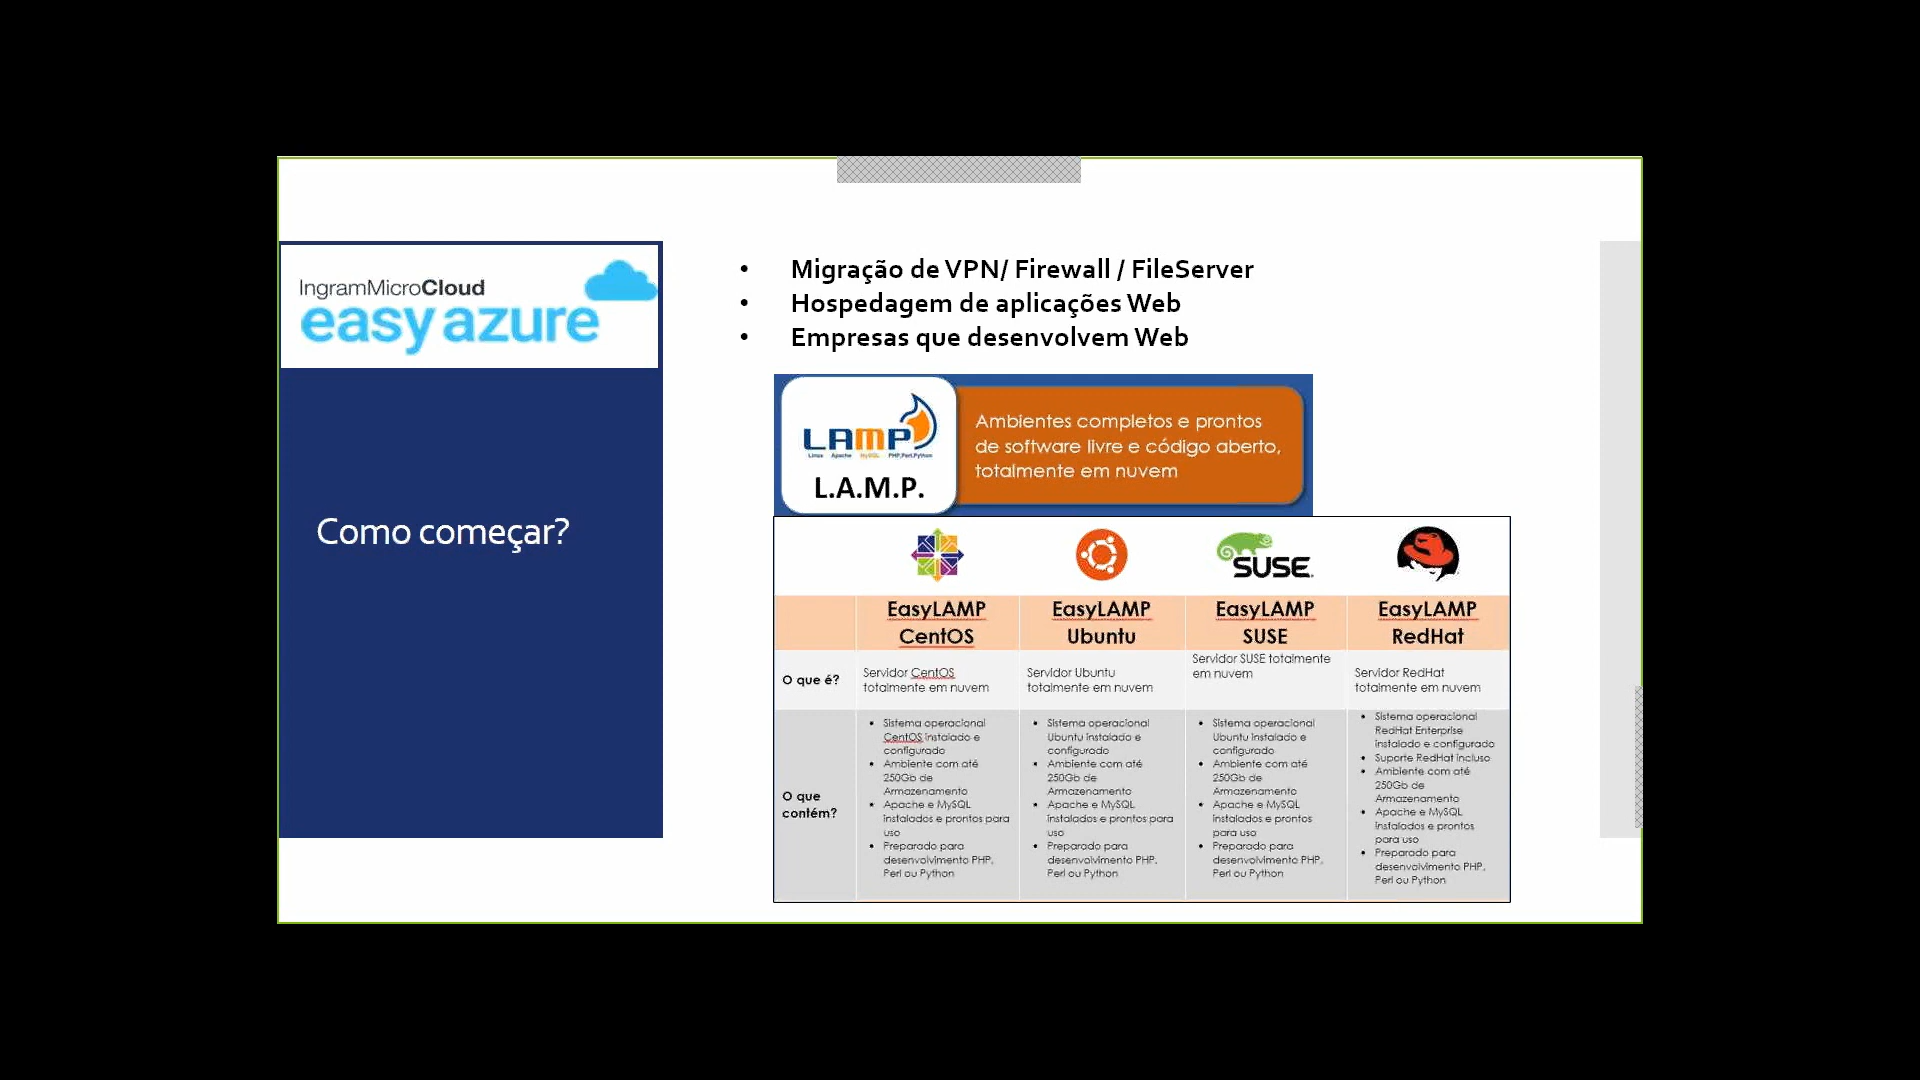 IngramMicroCloud
easy azure
Como começar?
• Migração de VPN/ Firewall / FileServer
• Hospedagem de aplicações Web
• Empresas que desenvolvem Web
LAMP
Linux Apache MySQL PHP,Perl,Python
L.A.M.P.
Ambientes completos e prontos
de software livre e código aberto,
totalmente em nuvem
SUSE
EasyLAMP
CentOS
EasyLAMP
Ubuntu
EasyLAMP
SUSE
EasyLAMP
RedHat
O que é?
Servidor CentOS
totalmente em nuvem
Servidor Ubuntu
totalmente em nuvem
Servidor SUSE totalmente
em nuvem
Servidor RedHat
totalmente em nuvem
O que
contém?
• Sistema operacional
CentOS instalado e
configurado
• Ambiente com até
250Gb de
Armazenamento
• Apache e MySQL
instalados e prontos para
uso
• Preparado para
desenvolvimento PHP,
Perl ou Python
• Sistema operacional
Ubuntu instalado e
configurado
• Ambiente com até
250Gb de
Armazenamento
• Apache e MySQL
instalados e prontos para
uso
• Preparado para
desenvolvimento PHP,
Perl ou Python
• Sistema operacional
Ubuntu instalado e
configurado
• Ambiente com até
250Gb de
Armazenamento
• Apache e MySQL
instalados e prontos
para uso
• Preparado para
desenvolvimento PHP,
Perl ou Python
• Sistema operacional
RedHat Enterprise
instalado e configurado
• Suporte RedHat incluso
• Ambiente com até
250Gb de
Armazenamento
• Apache e MySQL
instalados e prontos
para uso
• Preparado para
desenvolvimento PHP,
Perl ou Python